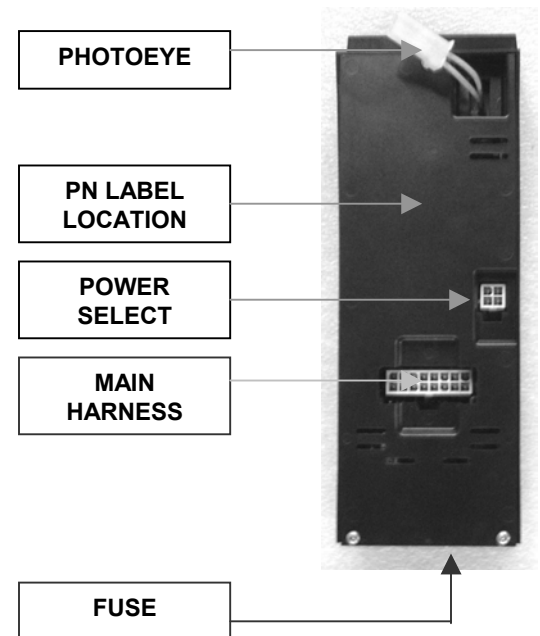 PHOTOEYE
PN LABEL
LOCATION
POWER
SELECT
MAIN
HARNESS
FUSE